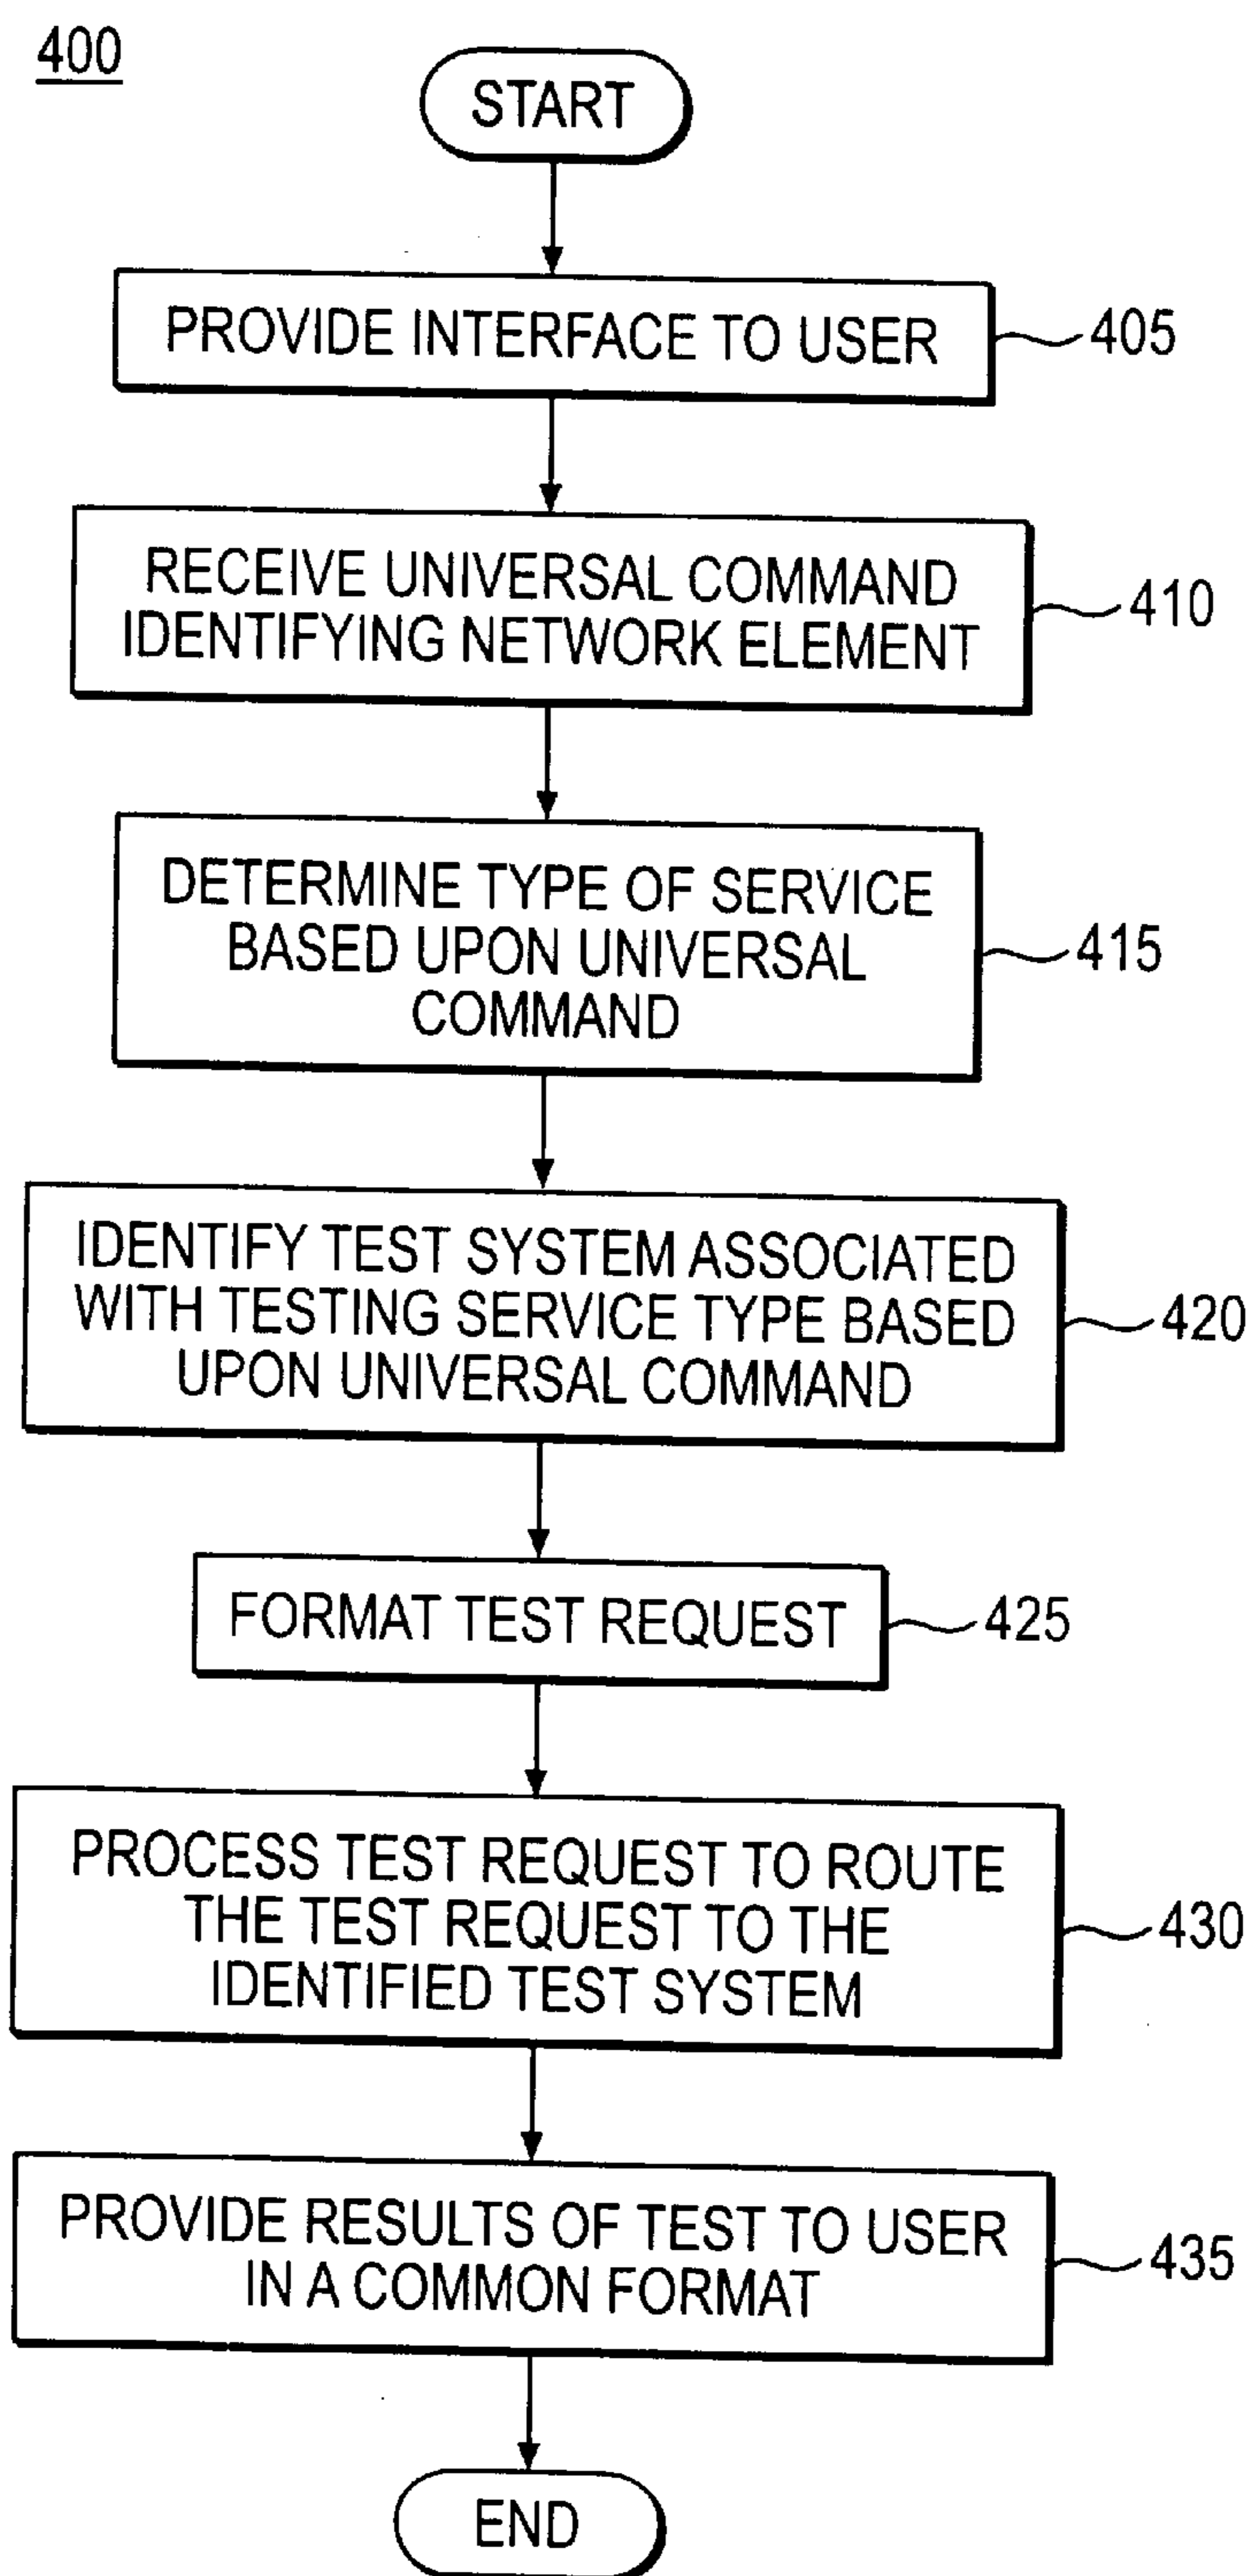 400
START
PROVIDE INTERFACE TO USER
405
RECEIVE UNIVERSAL COMMAND
IDENTIFYING NETWORK ELEMENT
410
DETERMINE TYPE OF SERVICE
BASED UPON UNIVERSAL
COMMAND
415
IDENTIFY TEST SYSTEM ASSOCIATED
WITH TESTING SERVICE TYPE BASED
UPON UNIVERSAL COMMAND
420
FORMAT TEST REQUEST
425
PROCESS TEST REQUEST TO ROUTE
THE TEST REQUEST TO THE
IDENTIFIED TEST SYSTEM
430
PROVIDE RESULTS OF TEST TO USER
IN A COMMON FORMAT
435
END